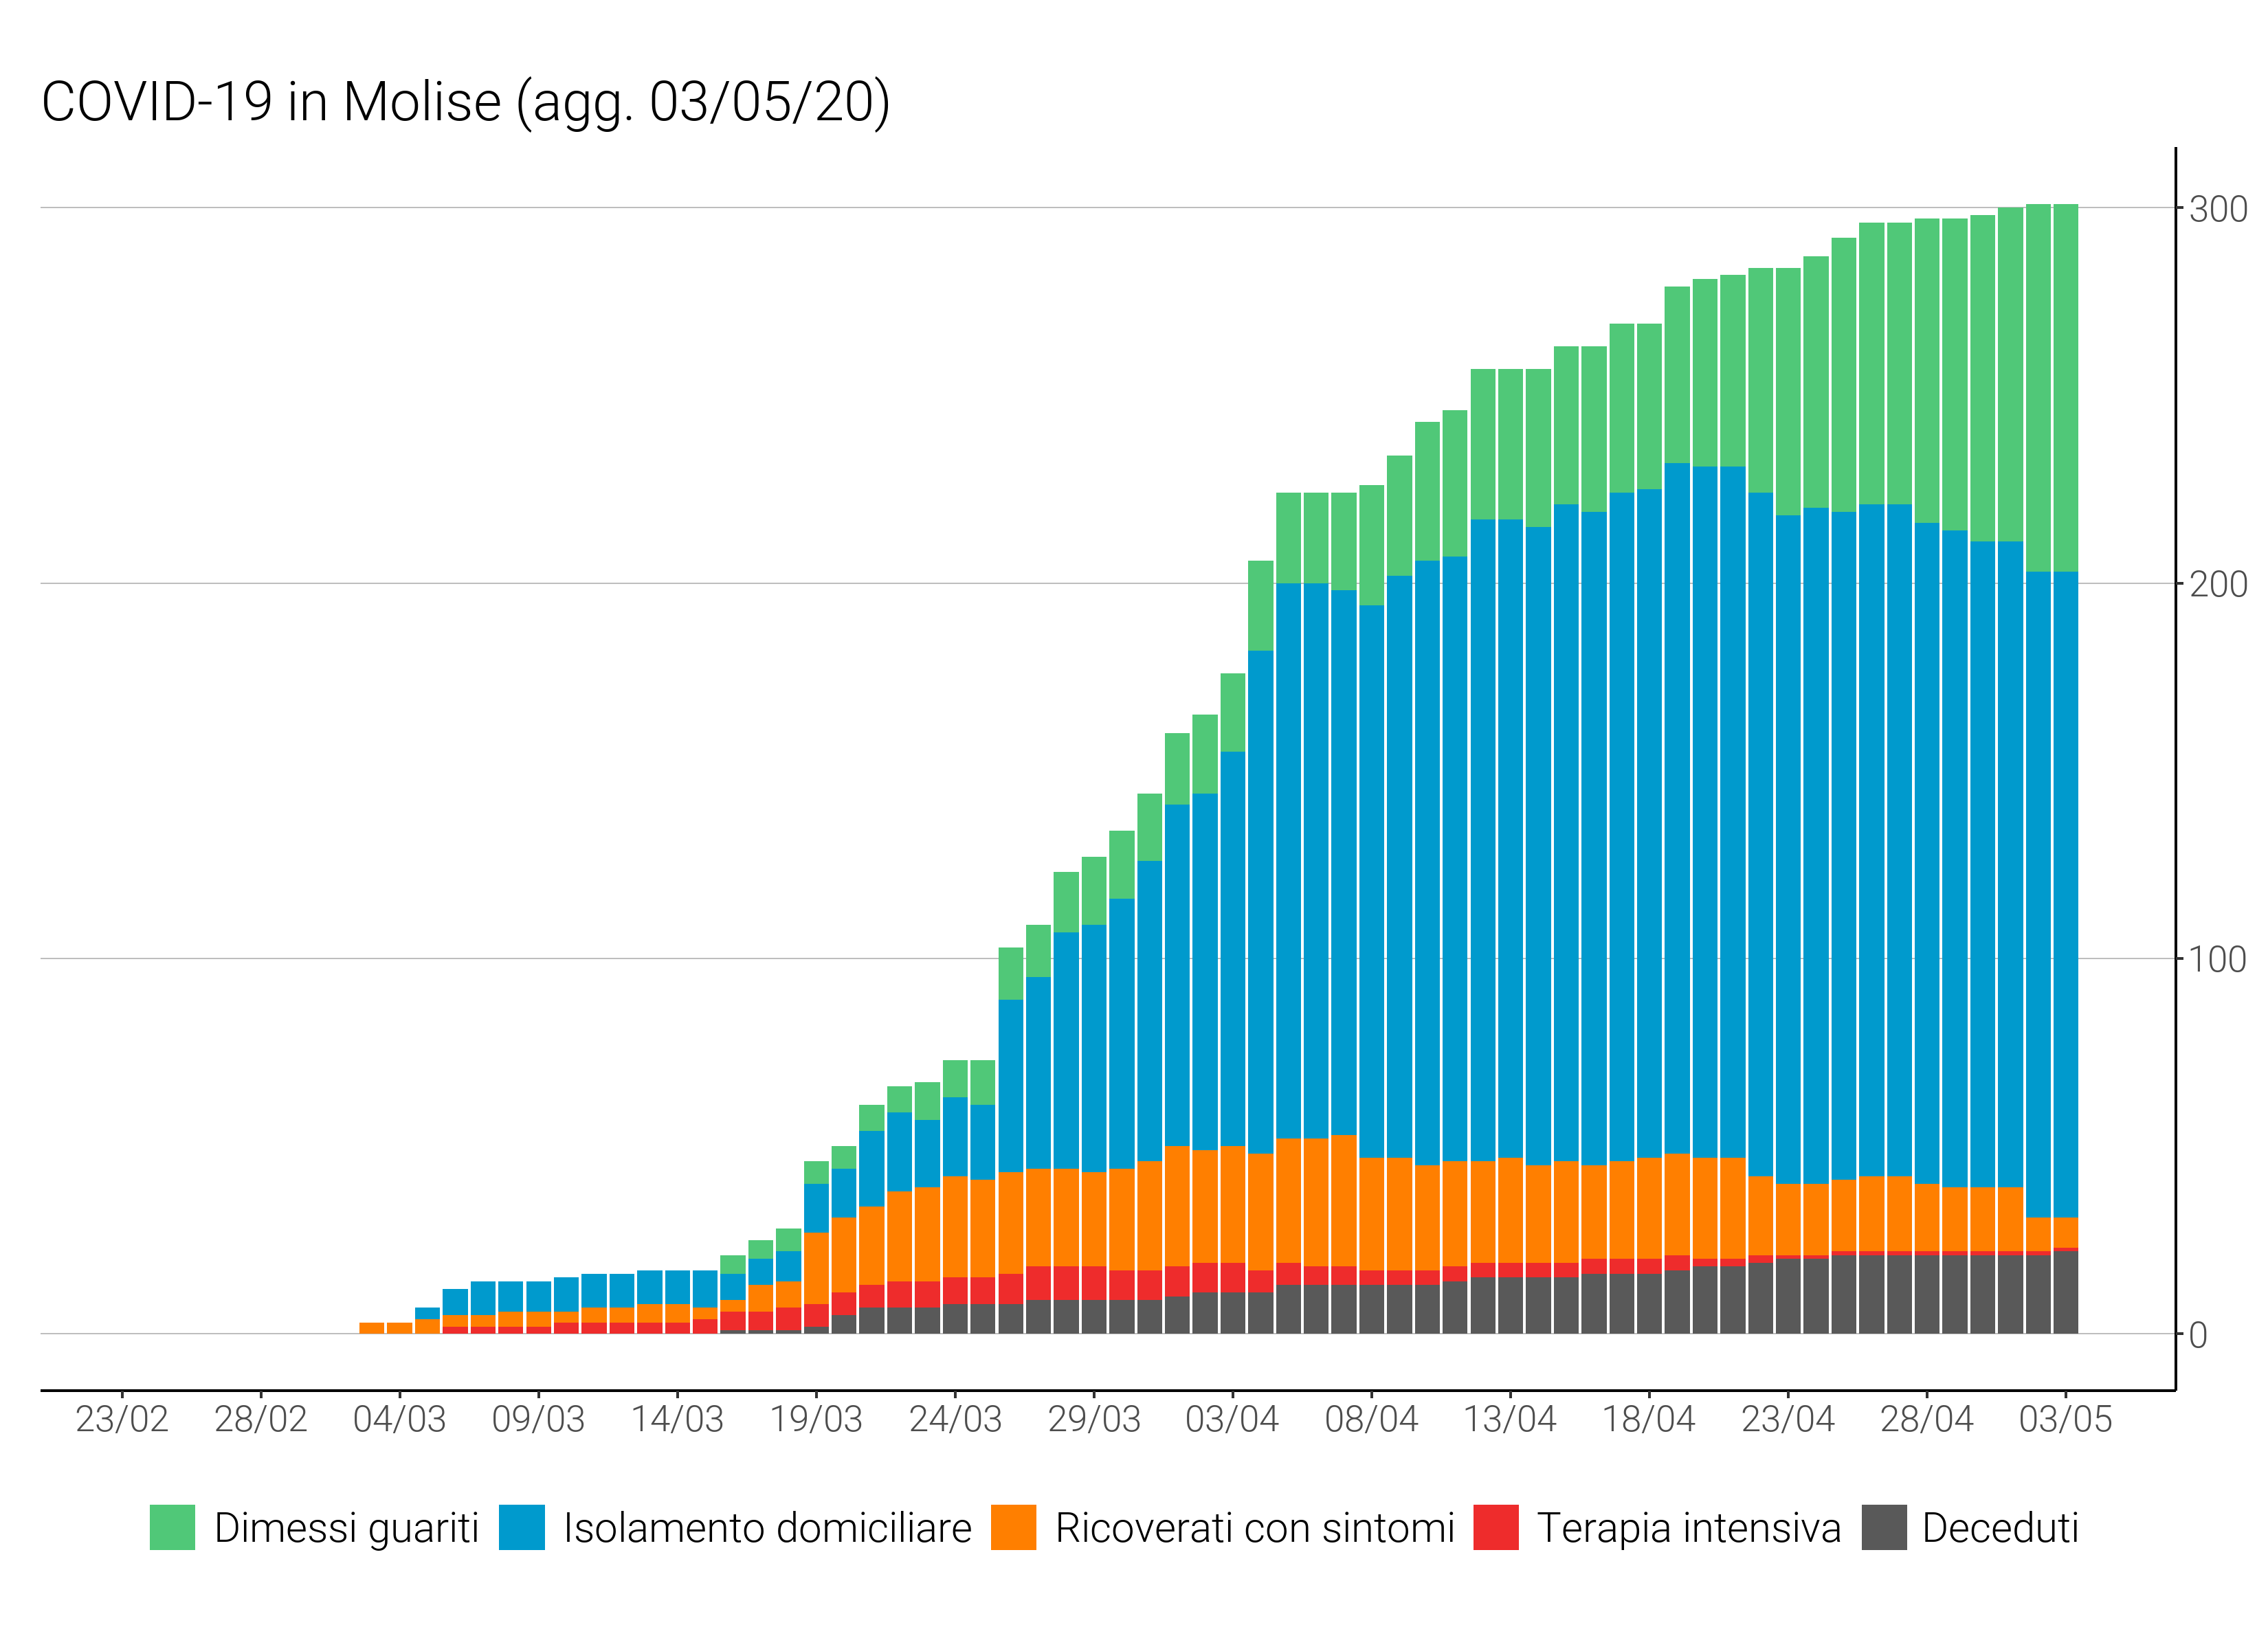 COVID-19 in Molise (agg. 03/05/20)
300
200
100
0
23/02 28/02 04/03 09/03 14/03 19/03 24/03 29/03 03/04 08/04 13/04 18/04 23/04 28/04 03/05
Dimessi guariti Isolamento domiciliare Ricoverati con sintomi Terapia intensiva Deceduti